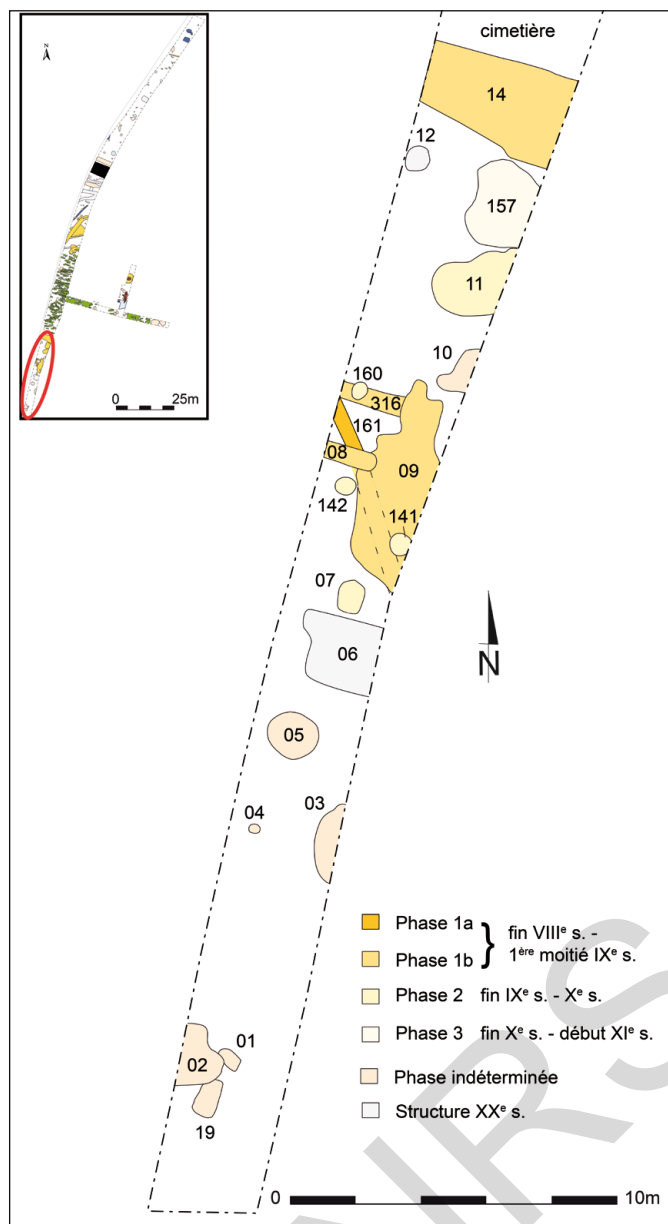 cimetière
N
14
12
157
11
10
160
316
161
08
09
142
141
07
N
06
05
03
04
0 25m
Phase 1a
Phase 1b
} fin VIIIe s. -
1ère moitié IXe s.
Phase 2 fin IXe s. - Xe s.
Phase 3 fin Xe s. - début XIe s.
Phase indéterminée
Structure XXe s.
01
02
19
0 10m